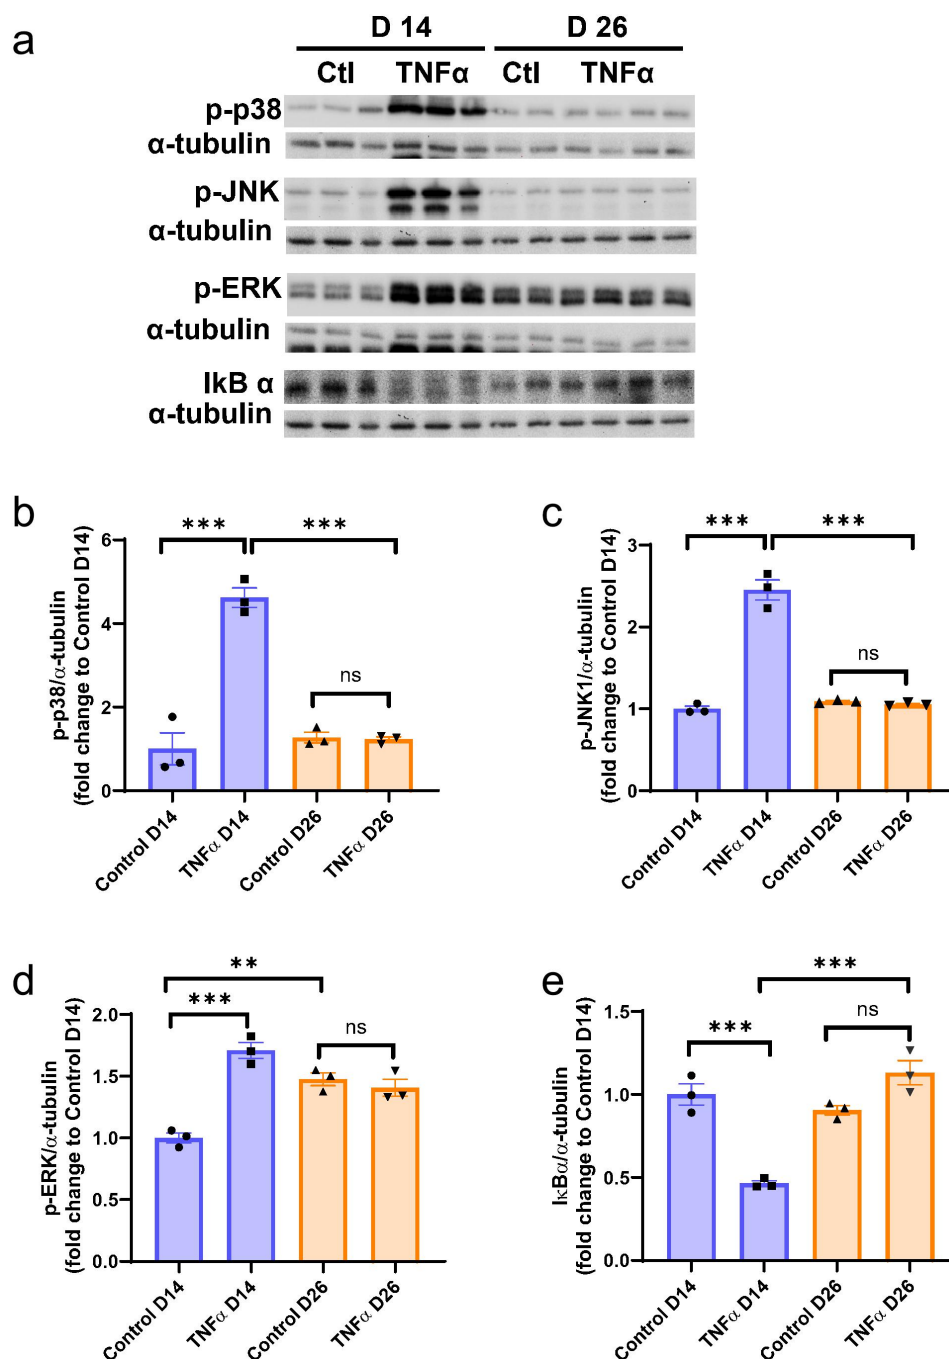 a
D 14 D 26
Ctl TNFα Ctl TNFα
p-p38
α-tubulin
p-JNK
α-tubulin
p-ERK
α-tubulin
IkB α
α-tubulin
b
p-p38/α-tubulin
(fold change to Control D14)
6
4
2
0
***
***
ns
Control D14
TNFα D14
Control D26
TNFα D26
c
p-JNK1/α-tubulin
(fold change to Control D14)
3
2
1
0
***
***
ns
Control D14
TNFα D14
Control D26
TNFα D26
d
p-ERK/α-tubulin
(fold change to Control D14)
2.0
1.5
1.0
0.5
0.0
**
***
ns
Control D14
TNFα D14
Control D26
TNFα D26
e
IκBα/α-tubulin
(fold change to Control D14)
1.5
1.0
0.5
0.0
***
***
ns
Control D14
TNFα D14
Control D26
TNFα D26